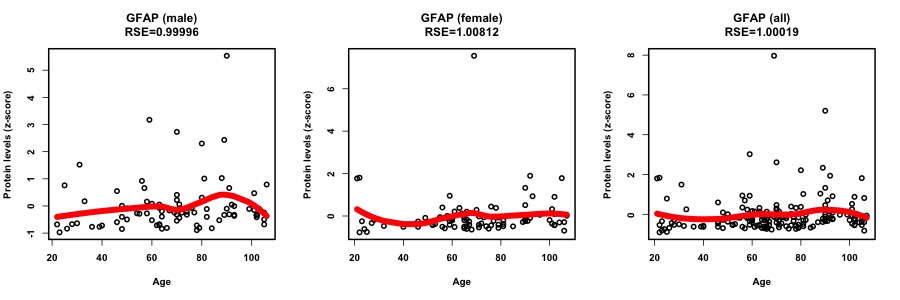 GFAP (male)
RSE=0.99996
Protein levels (z-score)
5
4
3
2
1
0
-1
20
40
60
80
100
Age
GFAP (female)
RSE=1.00812
Protein levels (z-score)
6
4
2
0
20
40
60
80
100
Age
GFAP (all)
RSE=1.00019
Protein levels (z-score)
8
6
4
2
0
20
40
60
80
100
Age